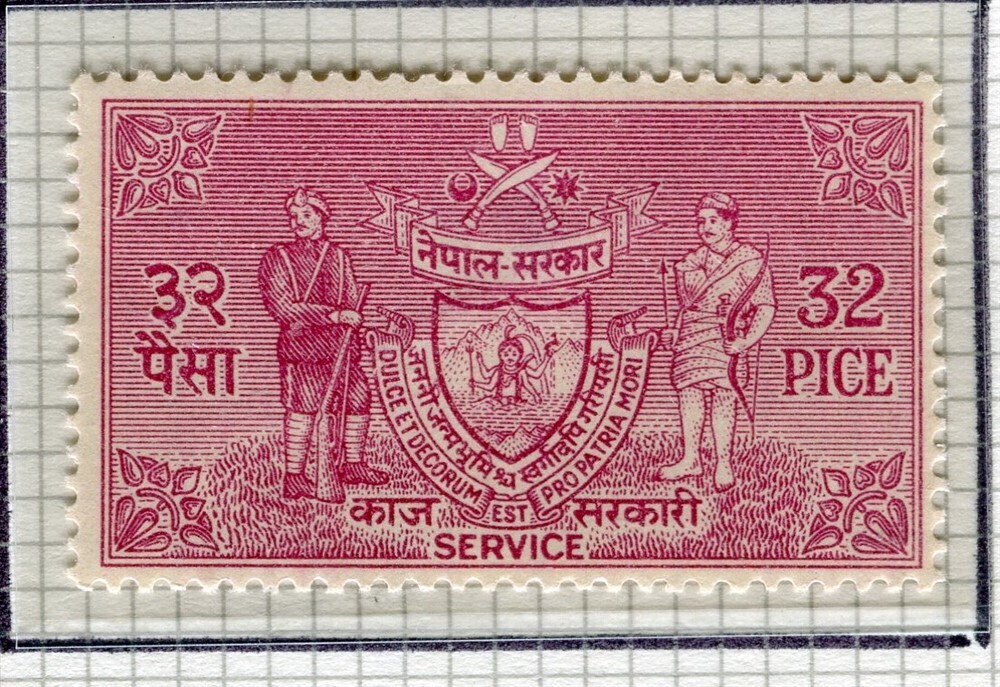 नेपाल-सरकार
३२
पैसा
32
PICE
DULCE ET DECORUM EST PRO PATRIA MORI
जननी जन्मभूमिश्च स्वर्गादपि गरीयसी
काज सरकारी
SERVICE